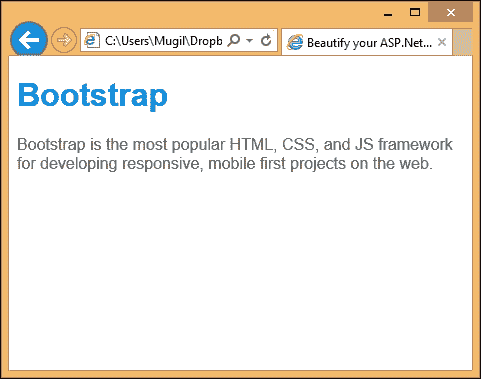 C:\Users\Mugil\Dropb
Beautify your ASP.Net...
Bootstrap
Bootstrap is the most popular HTML, CSS, and JS framework
for developing responsive, mobile first projects on the web.